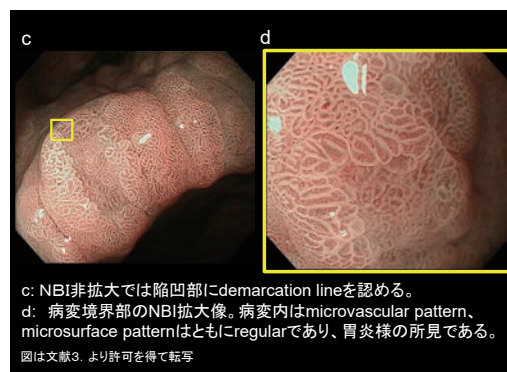 c
d
c: NBI非拡大では陥凹部にdemarcation lineを認める。
d: 病変境界部のNBI拡大像。病変内はmicrovascular pattern、
microsurface patternはともにregularであり、胃炎様の所見である。
図は文献3．より許可を得て転写